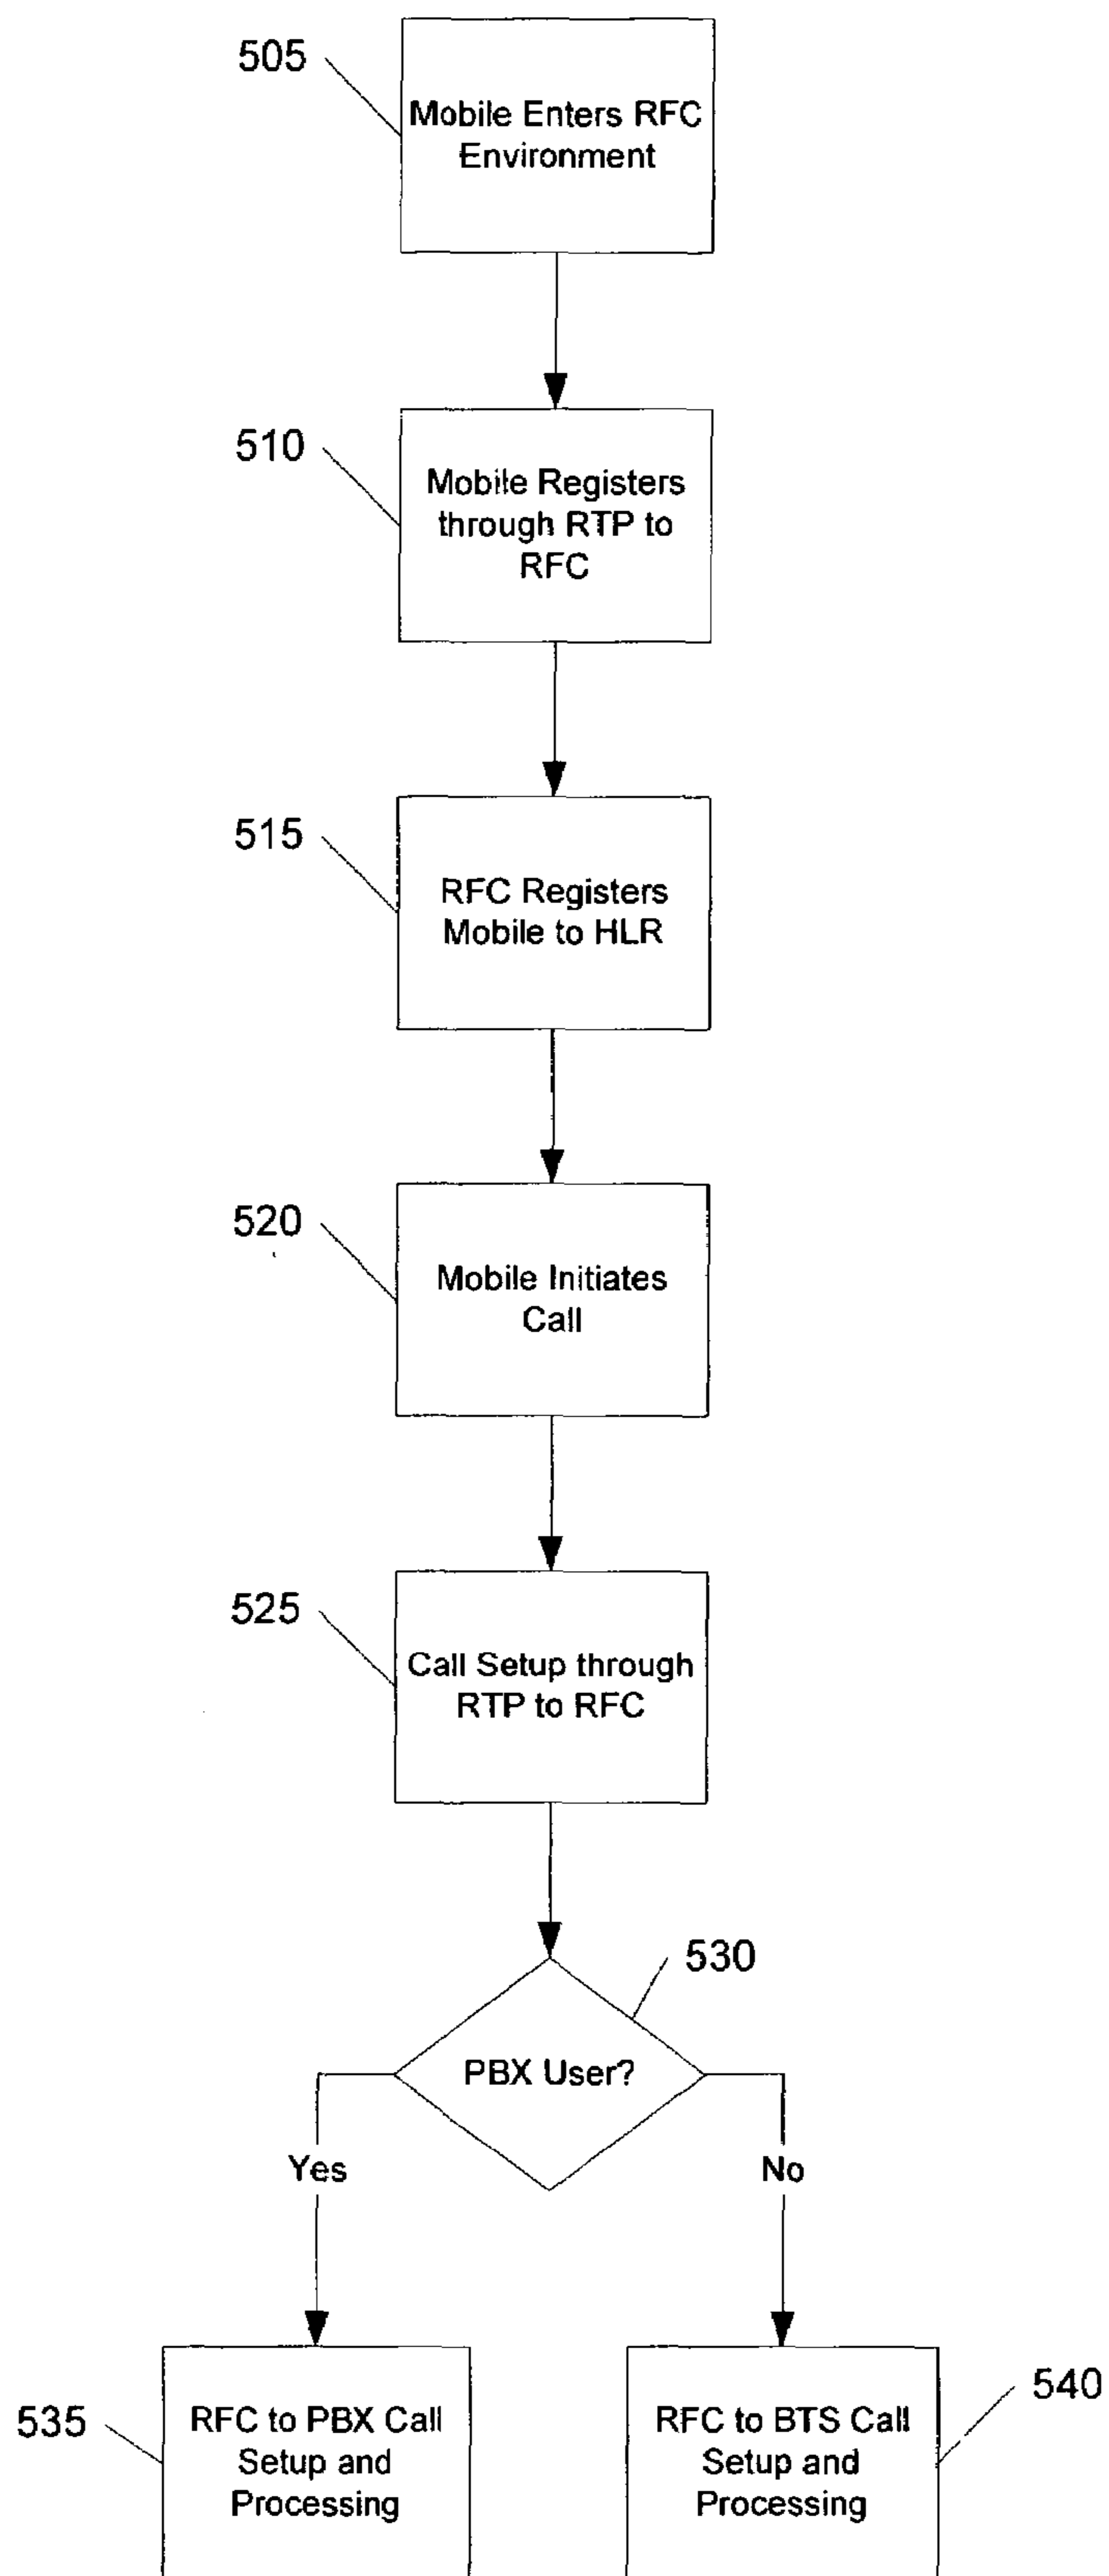 505
Mobile Enters RFC
Environment
510
Mobile Registers
through RTP to
RFC
515
RFC Registers
Mobile to HLR
520
Mobile Initiates
Call
525
Call Setup through
RTP to RFC
530
PBX User?
Yes
No
535
RFC to PBX Call
Setup and
Processing
540
RFC to BTS Call
Setup and
Processing